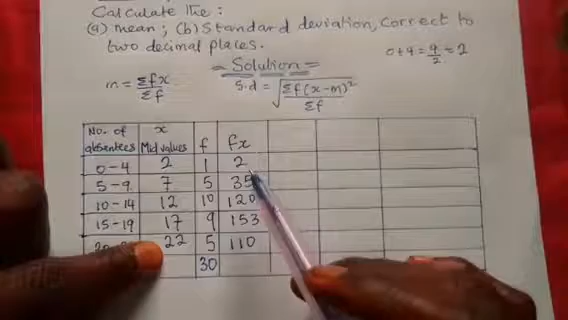 Calculate the:
(a) mean; (b) Standard deviation, correct to
two decimal places.
0+4=4/2=2
Solution
m = Σfx/Σf
S.d = √Σf(x-m)²/Σf
No. of absentees x Mid values f fx
0-4 2 1 2
5-9 7 5 35
10-14 12 10 120
15-19 17 9 153
22 5 110
30